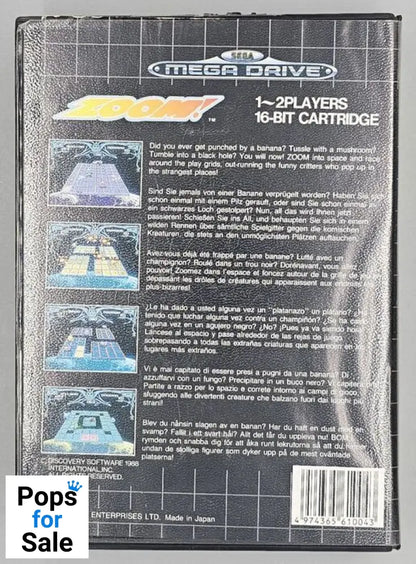 SEGA
MEGA DRIVE
ZOOM!™
1~2PLAYERS
16-BIT CARTRIDGE
Did you ever get punched by a banana? Tussle with a mushroom?
Tumble into a black hole? You will now! ZOOM into space and race
around the play grids, out-running the funny critters who pop up in
the strangest places!
Sind Sie jemals von einer Banane verprügelt worden? Haben Sie
schon einmal mit einem Pilz gerauft, oder sind Sie schon einmal
ein schwarzes Loch gestolpert? Nun, all das wird Ihnen jetzt
passieren! Schießen Sie ins All, und behaupten Sie sich in einem
wilden Rennen über sämtliche Spielgitter gegen die komischen
Kreaturen, die stets an den unmöglichsten Plätzen auftauchen.
Avez-vous déjà été frappé par une banane? Lutté avec un
champignon? Roulé dans un trou noir? Dorénavant, vous allez
pouvoir! Zoomez dans l'espace et foncez autour de la grille de
dépassant les drôles de créatures qui apparaissent aux endroits
plus bizarres!
¿Le ha dado a usted alguna vez un "platanazo" un plátano? ¿
tenido que luchar alguna vez contra un champiñón? ¿Se ha caído
alguna vez en un agujero negro? ¿No? ¡Pues ya va siendo hora!
Láncese al espacio y pase alrededor de las rejas de juego
sobrepasando a todas las extrañas criaturas que aparecen en
lugares más extraños.
Vi è mai capitato di essere presi a pugni da una banana? Di
azzuffarvi con un fungo? Precipitare in un buco nero? Vi capiterà
Partite a razzo per lo spazio e correte intorno ai campi di gioco,
sfuggendo alle divertenti creature che balzano fuori dai luoghi più
strani!
Blev du nånsin slagen av en banan? Har du haft en dust med en
svamp? Fallit i ett svart hål? Allt det får du uppleva nu! BOM
rymden och snabba dig för att åka runt lekrutorna så att du hinner
undan de stolliga figurer som dyker upp på de mest oväntade
platserna!
© DISCOVERY SOFTWARE 1988
INTERNATIONAL, INC.
ALL RIGHTS RESERVED.
ENTERPRISES LTD. Made in Japan
4 974365 610043
Pops
for
Sale